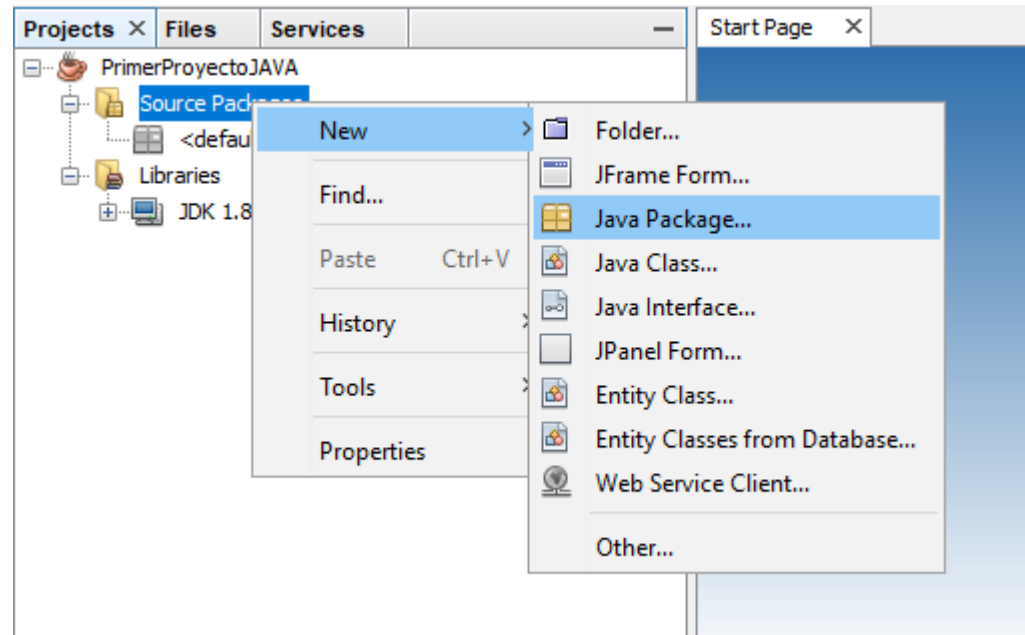 Projects
Files
Services
Start Page
PrimerProyectoJAVA
Source Packages
<defau
Libraries
JDK 1.8
New
Find...
Paste Ctrl+V
History
Tools
Properties
Folder...
JFrame Form...
Java Package...
Java Class...
Java Interface...
JPanel Form...
Entity Class...
Entity Classes from Database...
Web Service Client...
Other...